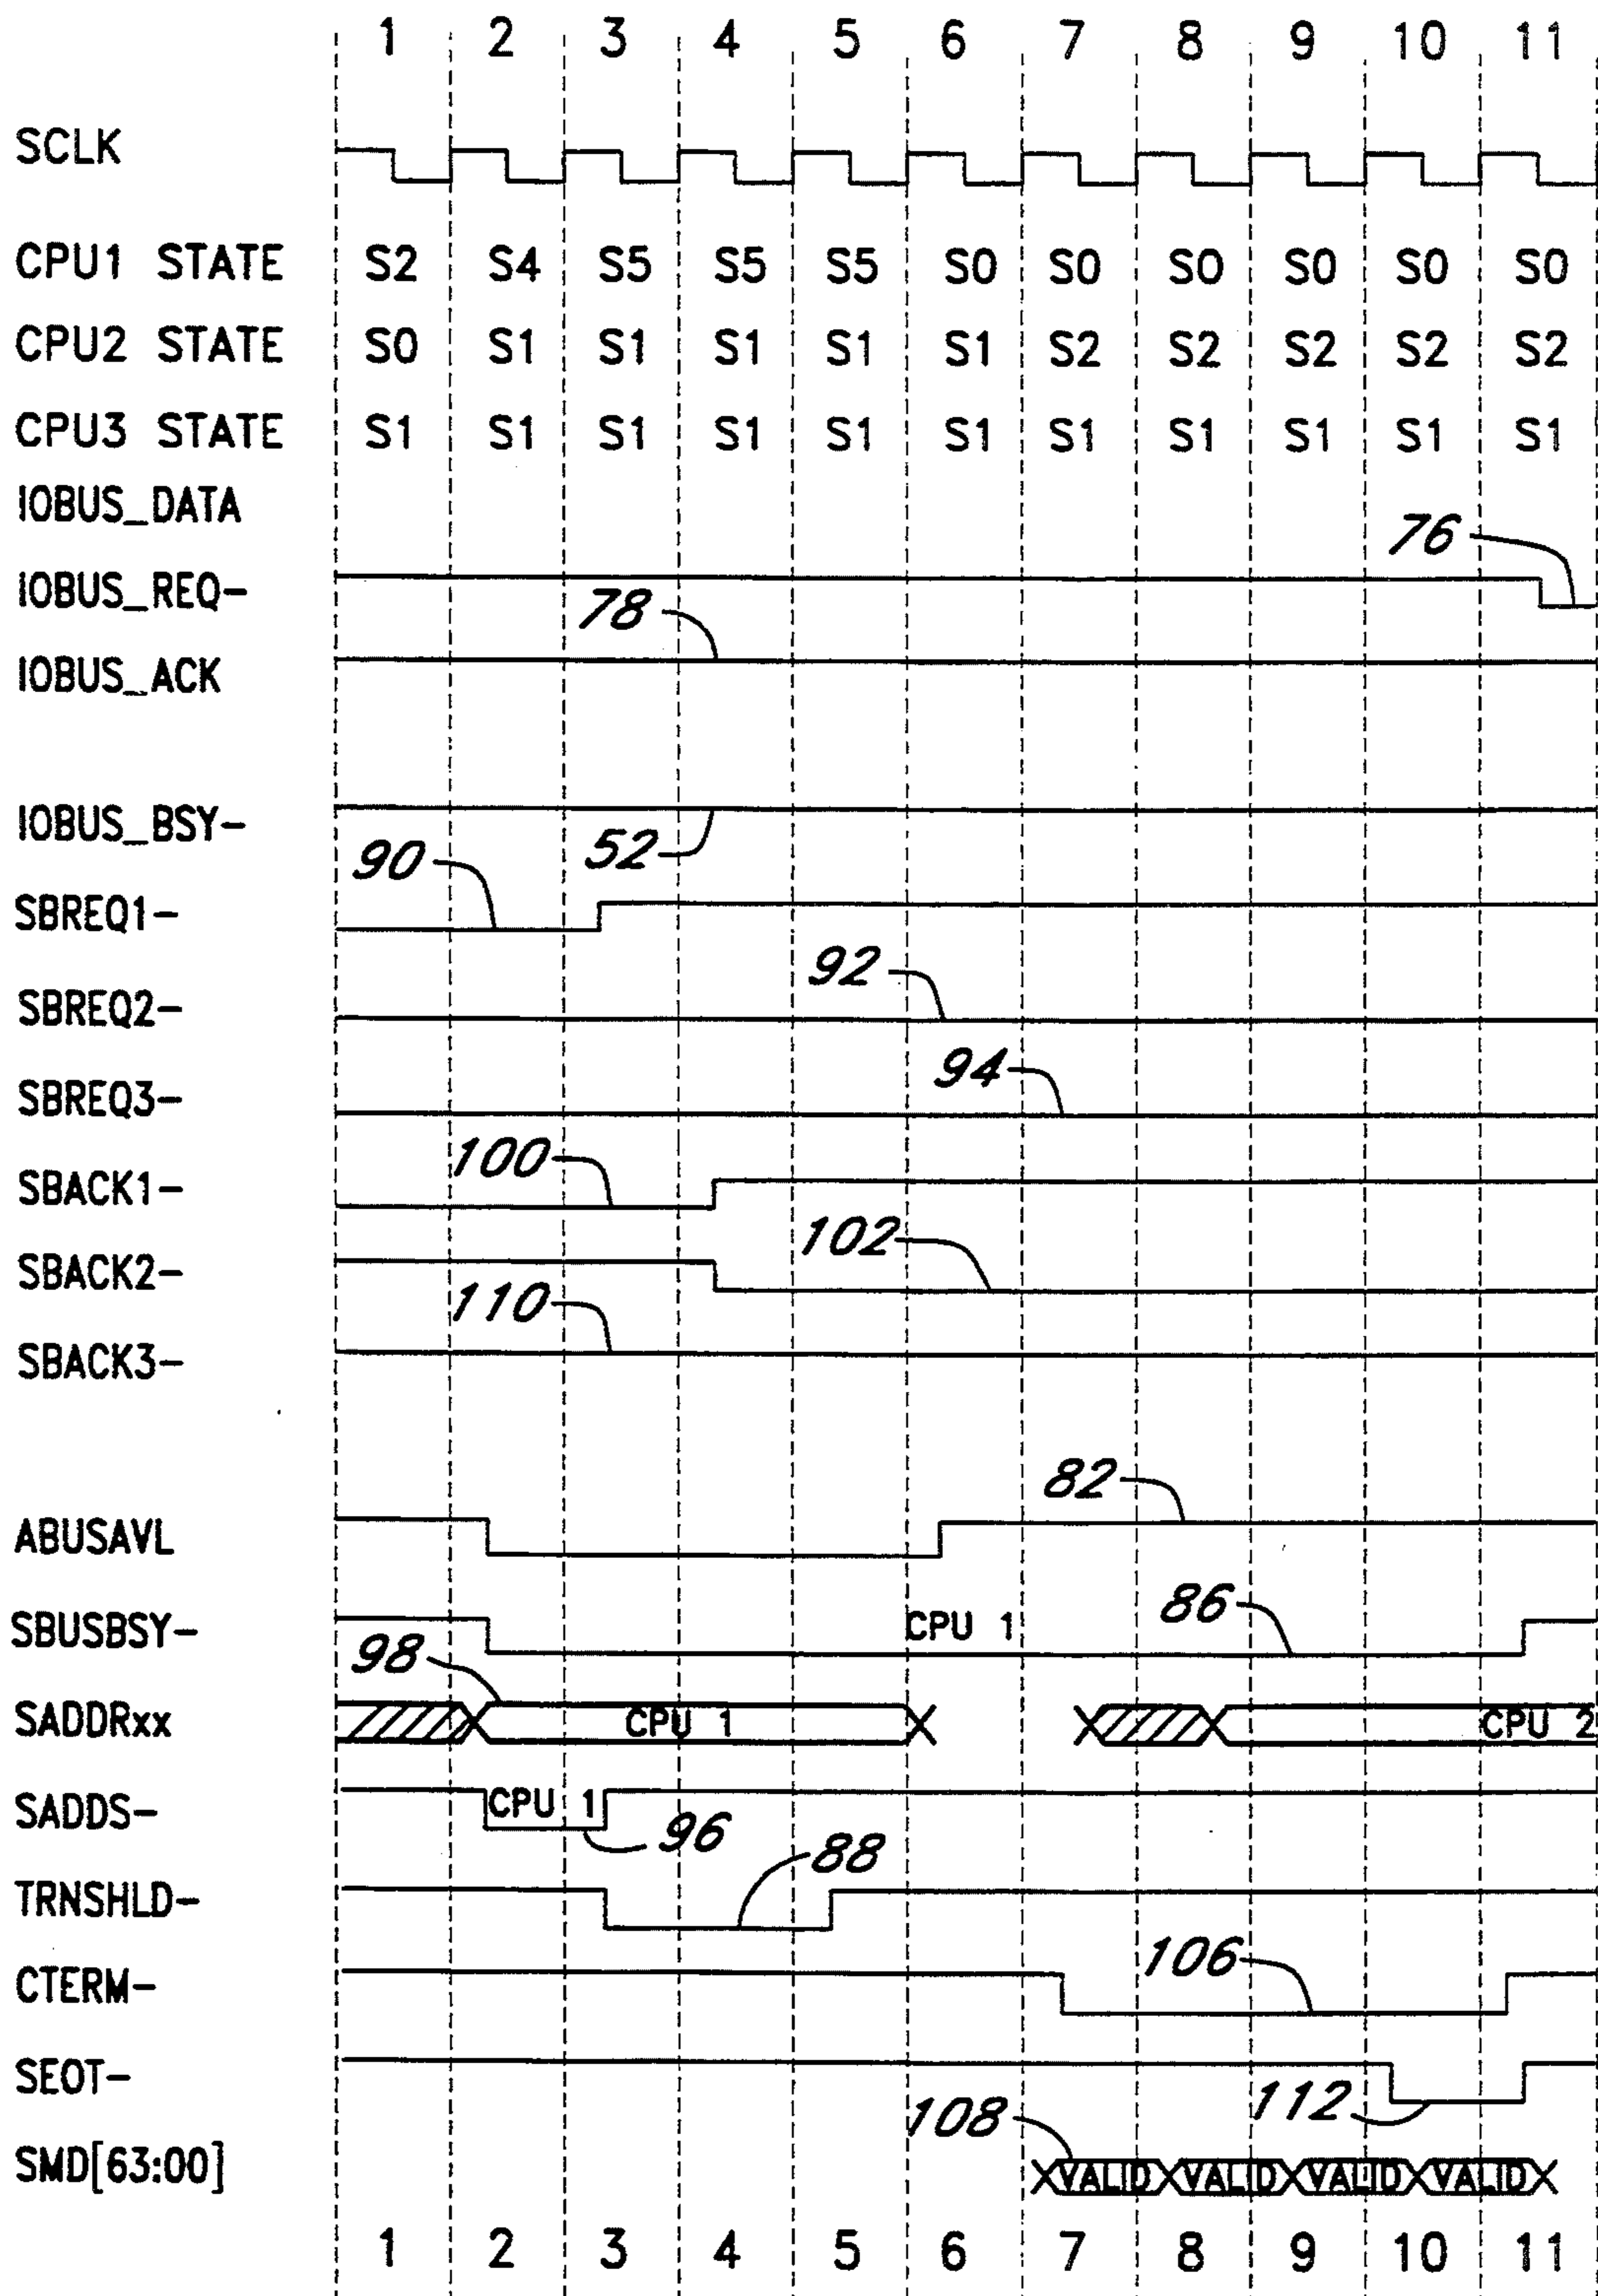 1 2 3 4 5 6 7 8 9 10 11
SCLK
CPU1 STATE S2 S4 S5 S5 S5 S0 S0 S0 S0 S0 S0
CPU2 STATE S0 S1 S1 S1 S1 S1 S2 S2 S2 S2 S2
CPU3 STATE S1 S1 S1 S1 S1 S1 S1 S1 S1 S1 S1
IOBUS_DATA
76
IOBUS_REQ-
78
IOBUS_ACK
IOBUS_BSY-
52
90
SBREQ1-
92
SBREQ2-
94
SBREQ3-
100
SBACK1-
102
SBACK2-
110
SBACK3-
82
ABUSAVL
86
SBUSBSY- CPU 1
98
SADDRxx CPU 1 CPU 2
SADDS- CPU 1
96
88
TRNSHLD-
106
CTERM-
SEOT-
108 112
SMD[63:00] VALID VALID VALID VALID
1 2 3 4 5 6 7 8 9 10 11